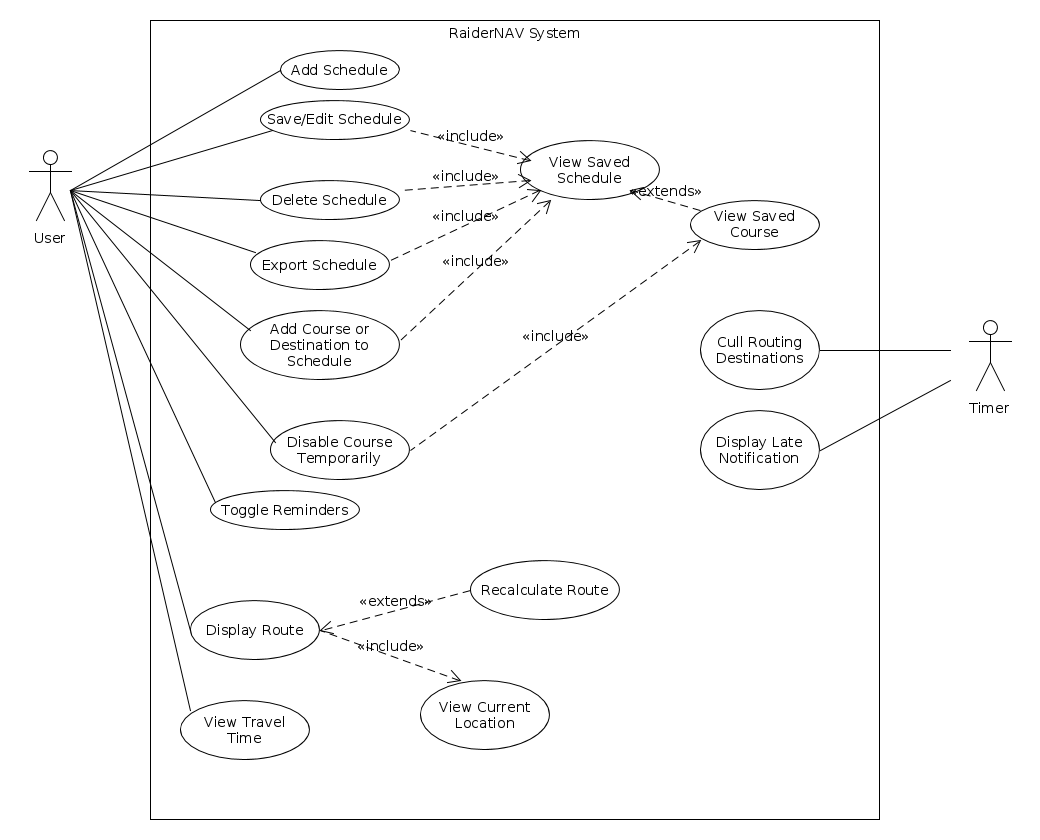 RaiderNAV System
Add Schedule
Save/Edit Schedule
«include»
View Saved
Schedule
Delete Schedule
«include»
«extends»
View Saved
Course
Export Schedule
«include»
User
Add Course or
Destination to
Schedule
«include»
«include»
Cull Routing
Destinations
Timer
Disable Course
Temporarily
Display Late
Notification
Toggle Reminders
Recalculate Route
«extends»
Display Route
«include»
View Current
Location
View Travel
Time